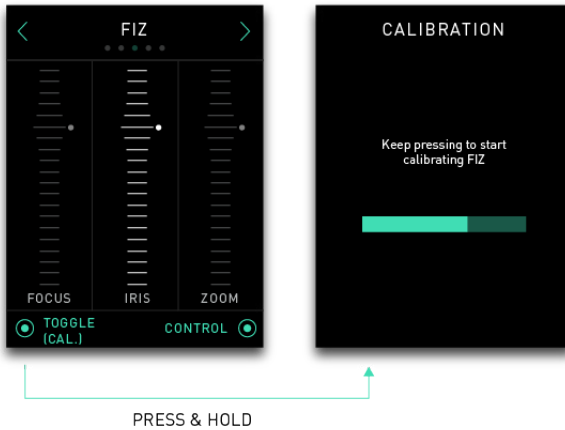 FIZ
FOCUS
IRIS
ZOOM
TOGGLE
(CAL.)
CONTROL
CALIBRATION
Keep pressing to start
calibrating FIZ
PRESS & HOLD